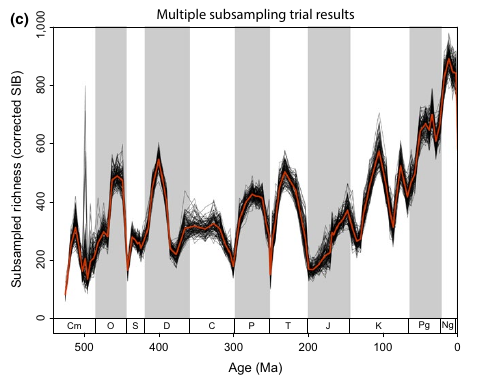 (c) Multiple subsampling trial results
Subsampled richness (corrected SIB)
1,000
800
600
400
200
0
Cm O S D C P T J K Pg Ng
500 400 300 200 100 0
Age (Ma)